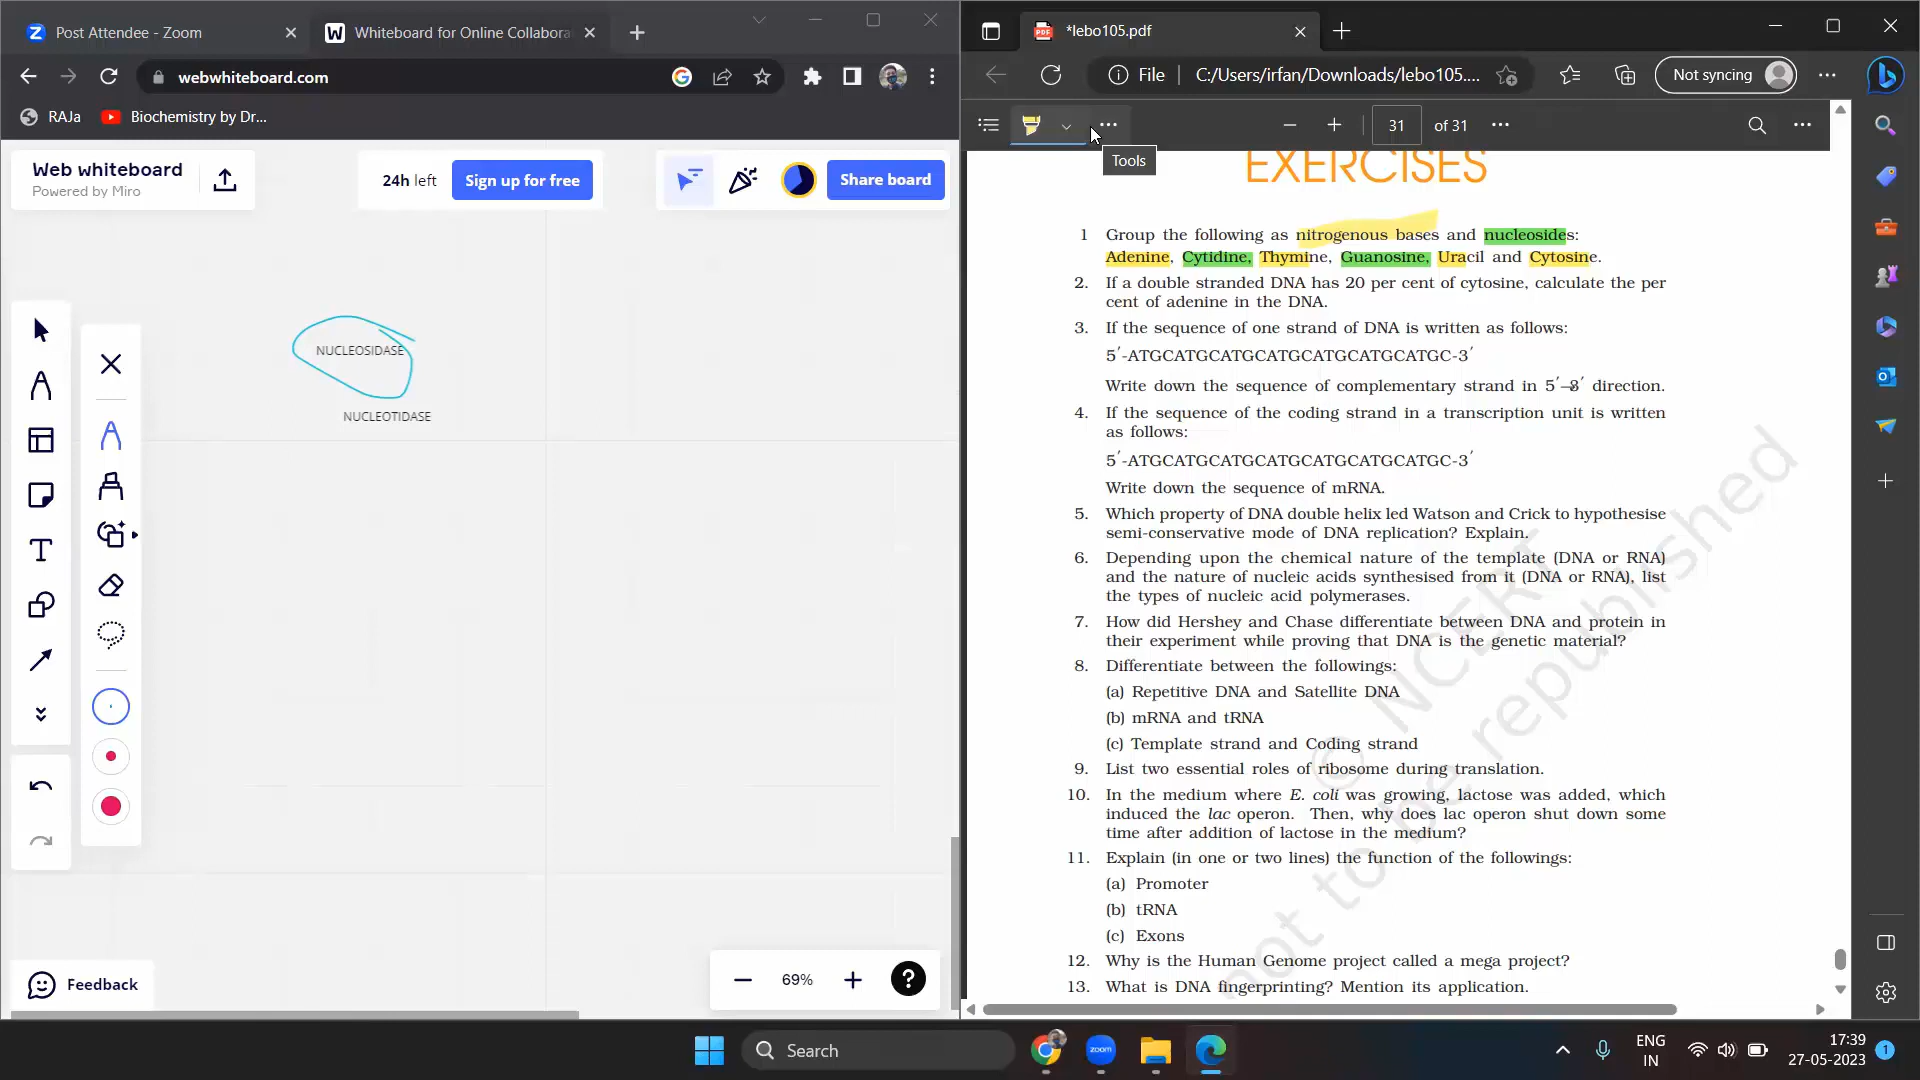 Post Attendee - Zoom
Whiteboard for Online Collabora
webwhiteboard.com
RAJa
Biochemistry by Dr...
Web whiteboard
Powered by Miro
24h left
Sign up for free
Share board
NUCLEOSIDASE
NUCLEOTIDASE
Feedback
69%
?
*lebo105.pdf
File
C:/Users/irfan/Downloads/lebo105....
Not syncing
31
of 31
Tools
EXERCISES
1 Group the following as nitrogenous bases and nucleosides:
Adenine, Cytidine, Thymine, Guanosine, Uracil and Cytosine.
2. If a double stranded DNA has 20 per cent of cytosine, calculate the per
cent of adenine in the DNA.
3. If the sequence of one strand of DNA is written as follows:
5′-ATGCATGCATGCATGCATGCATGCATGC-3′
Write down the sequence of complementary strand in 5′→3′ direction.
4. If the sequence of the coding strand in a transcription unit is written
as follows:
5′-ATGCATGCATGCATGCATGCATGCATGC-3′
Write down the sequence of mRNA.
5. Which property of DNA double helix led Watson and Crick to hypothesise
semi-conservative mode of DNA replication? Explain.
6. Depending upon the chemical nature of the template (DNA or RNA)
and the nature of nucleic acids synthesised from it (DNA or RNA), list
the types of nucleic acid polymerases.
7. How did Hershey and Chase differentiate between DNA and protein in
their experiment while proving that DNA is the genetic material?
8. Differentiate between the followings:
(a) Repetitive DNA and Satellite DNA
(b) mRNA and tRNA
(c) Template strand and Coding strand
9. List two essential roles of ribosome during translation.
10. In the medium where E. coli was growing, lactose was added, which
induced the lac operon. Then, why does lac operon shut down some
time after addition of lactose in the medium?
11. Explain (in one or two lines) the function of the followings:
(a) Promoter
(b) tRNA
(c) Exons
12. Why is the Human Genome project called a mega project?
13. What is DNA fingerprinting? Mention its application.
© NCERT
not to be republished
Search
zoom
ENG
IN
17:39
27-05-2023
1